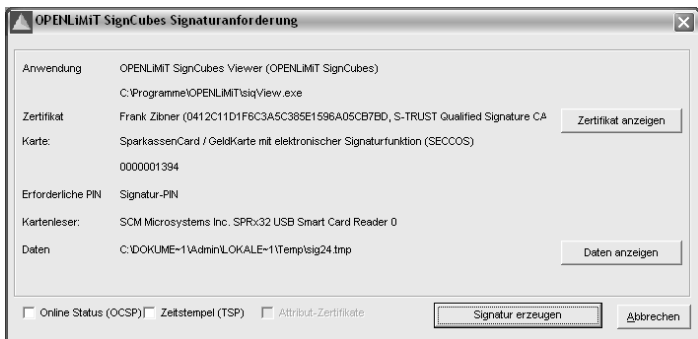 OPENLiMiT SignCubes Signaturanforderung
Anwendung OPENLiMiT SignCubes Viewer (OPENLiMiT SignCubes)
C:\Programme\OPENLiMiT\siqView.exe
Zertifikat Frank Zibner (0412C11D1F6C3A5C385E1596A05CB7BD, S-TRUST Qualified Signature CA Zertifikat anzeigen
Karte: SparkassenCard / GeldKarte mit elektronischer Signaturfunktion (SECCOS)
0000001394
Erforderliche PIN Signatur-PIN
Kartenleser: SCM Microsystems Inc. SPRx32 USB Smart Card Reader 0
Daten C:\DOKUME~1\Admin\LOKALE~1\Temp\sig24.tmp Daten anzeigen
Online Status (OCSP) Zeitstempel (TSP) Attribut-Zertifikate Signatur erzeugen Abbrechen